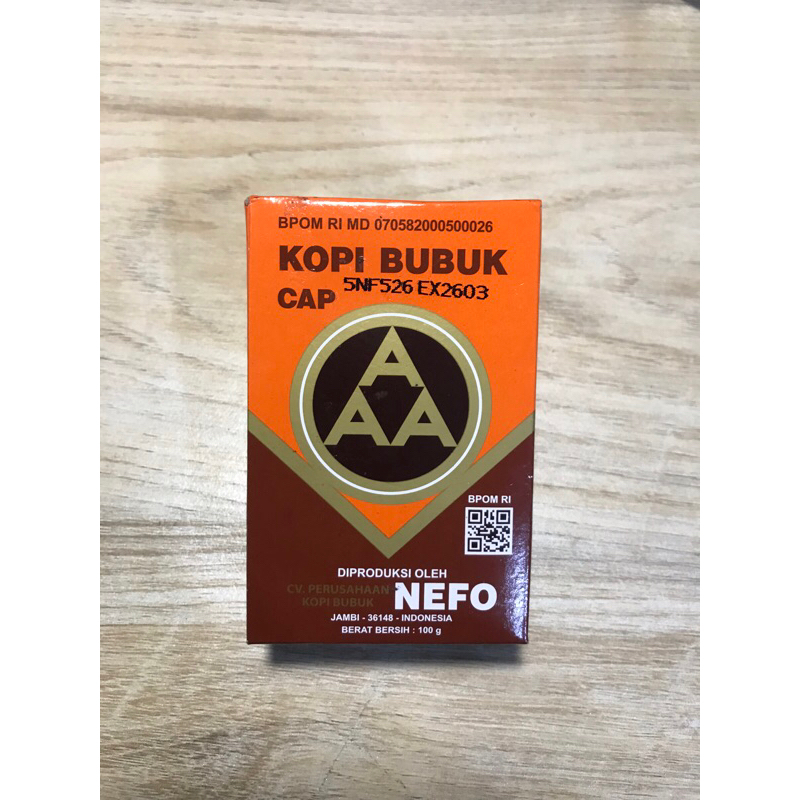 BPOM RI MD 070582000500026
KOPI BUBUK
5NF526 EX2603
CAP
A
AA
BPOM RI
DIPRODUKSI OLEH
CV. PERUSAHAAN
KOPI BUBUK
NEFO
JAMBI - 36148 - INDONESIA
BERAT BERSIH : 100 g